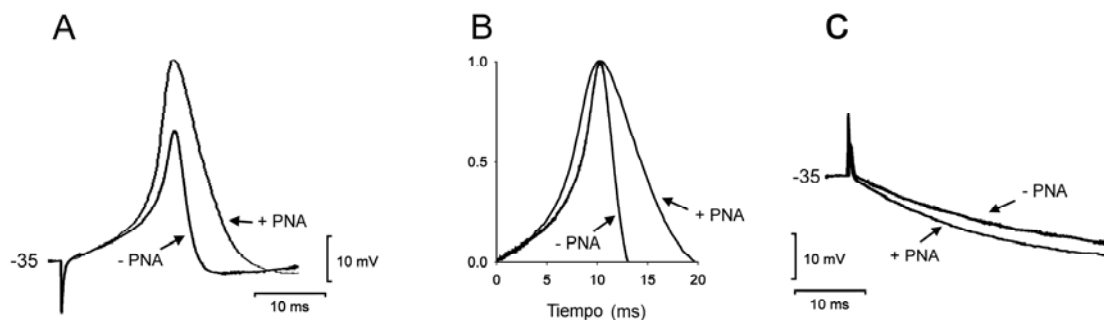 A
-35
+ PNA
- PNA
10 mV
10 ms
B
1.0
0.5
0.0
- PNA
+ PNA
0 5 10 15 20
Tiempo (ms)
C
-35
- PNA
+ PNA
10 mV
10 ms